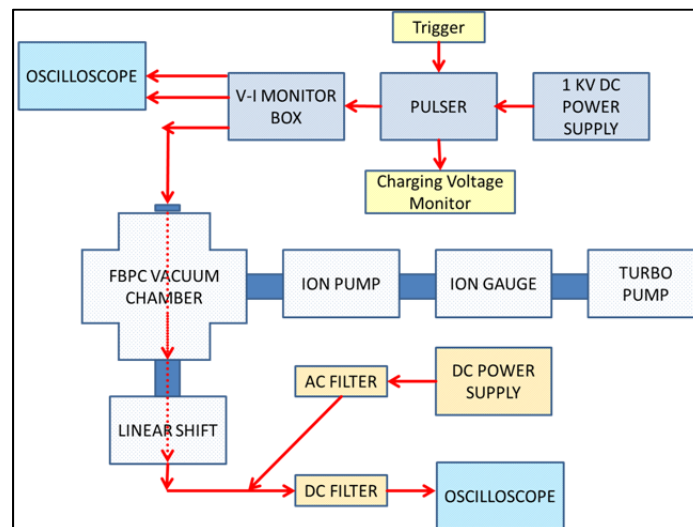 Trigger
OSCILLOSCOPE
V-I MONITOR
BOX
PULSER
1 KV DC
POWER
SUPPLY
Charging Voltage
Monitor
FBPC VACUUM
CHAMBER
ION PUMP
ION GAUGE
TURBO
PUMP
AC FILTER
DC POWER
SUPPLY
LINEAR SHIFT
DC FILTER
OSCILLOSCOPE